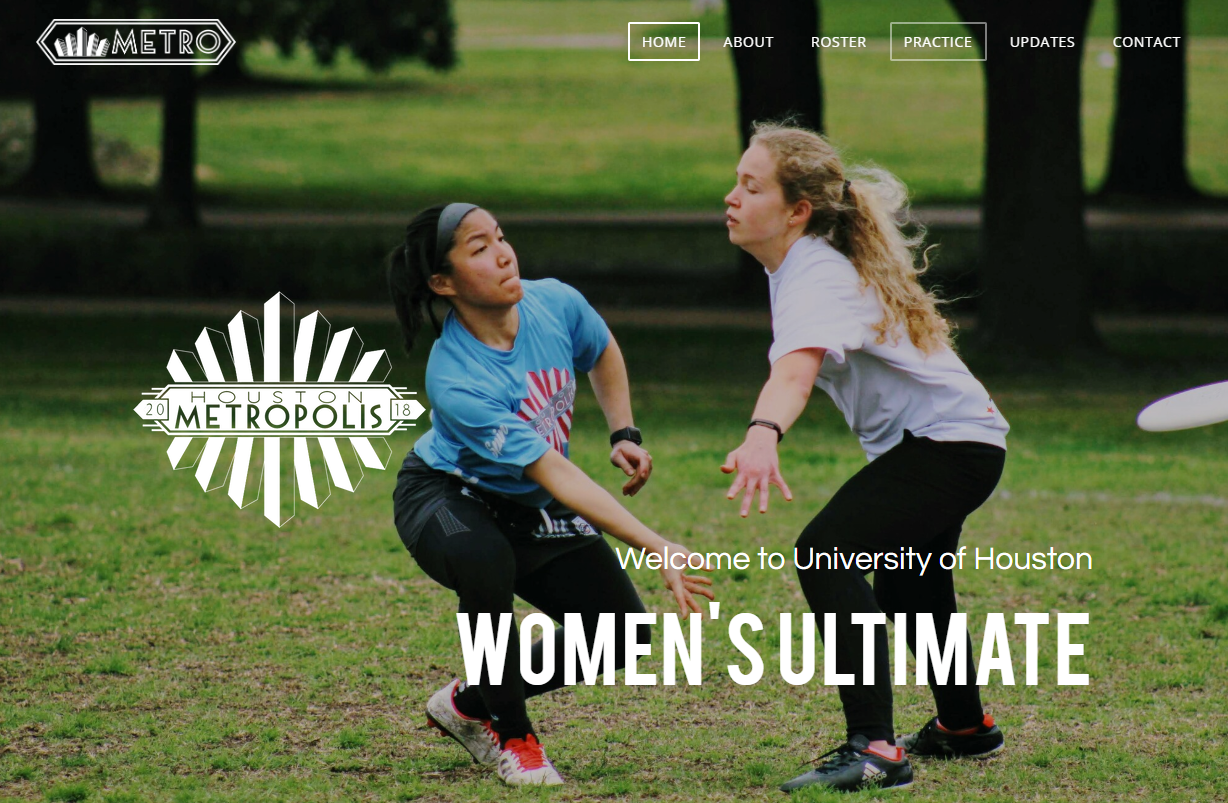 METRO
HOME
ABOUT
ROSTER
PRACTICE
UPDATES
CONTACT
HOUSTON
20 METROPOLIS 18
Welcome to University of Houston
WOMEN'S ULTIMATE